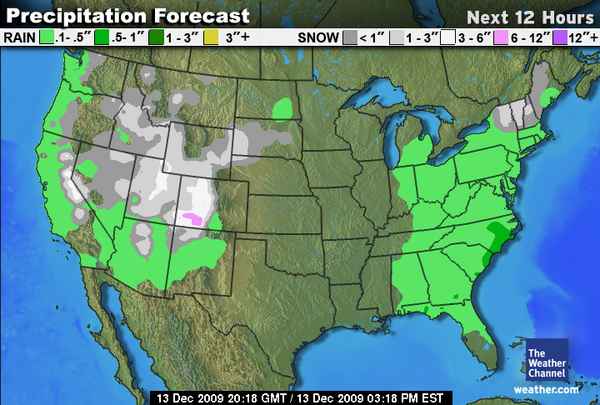 Precipitation Forecast
Next 12 Hours
RAIN .1-.5" .5-1" 1-3" 3"+ SNOW < 1" 1-3" 3-6" 6-12" 12"+
The
Weather
Channel
weather.com
13 Dec 2009 20:18 GMT / 13 Dec 2009 03:18 PM EST